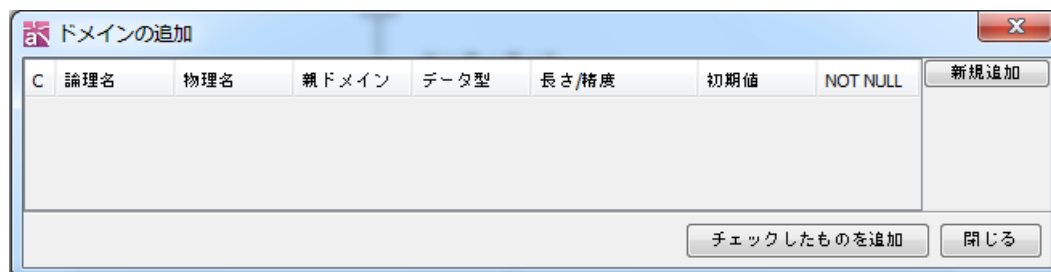 ドメインの追加
C 論理名 物理名 親ドメイン データ型 長さ/精度 初期値 NOT NULL 新規追加
チェックしたものを追加 閉じる